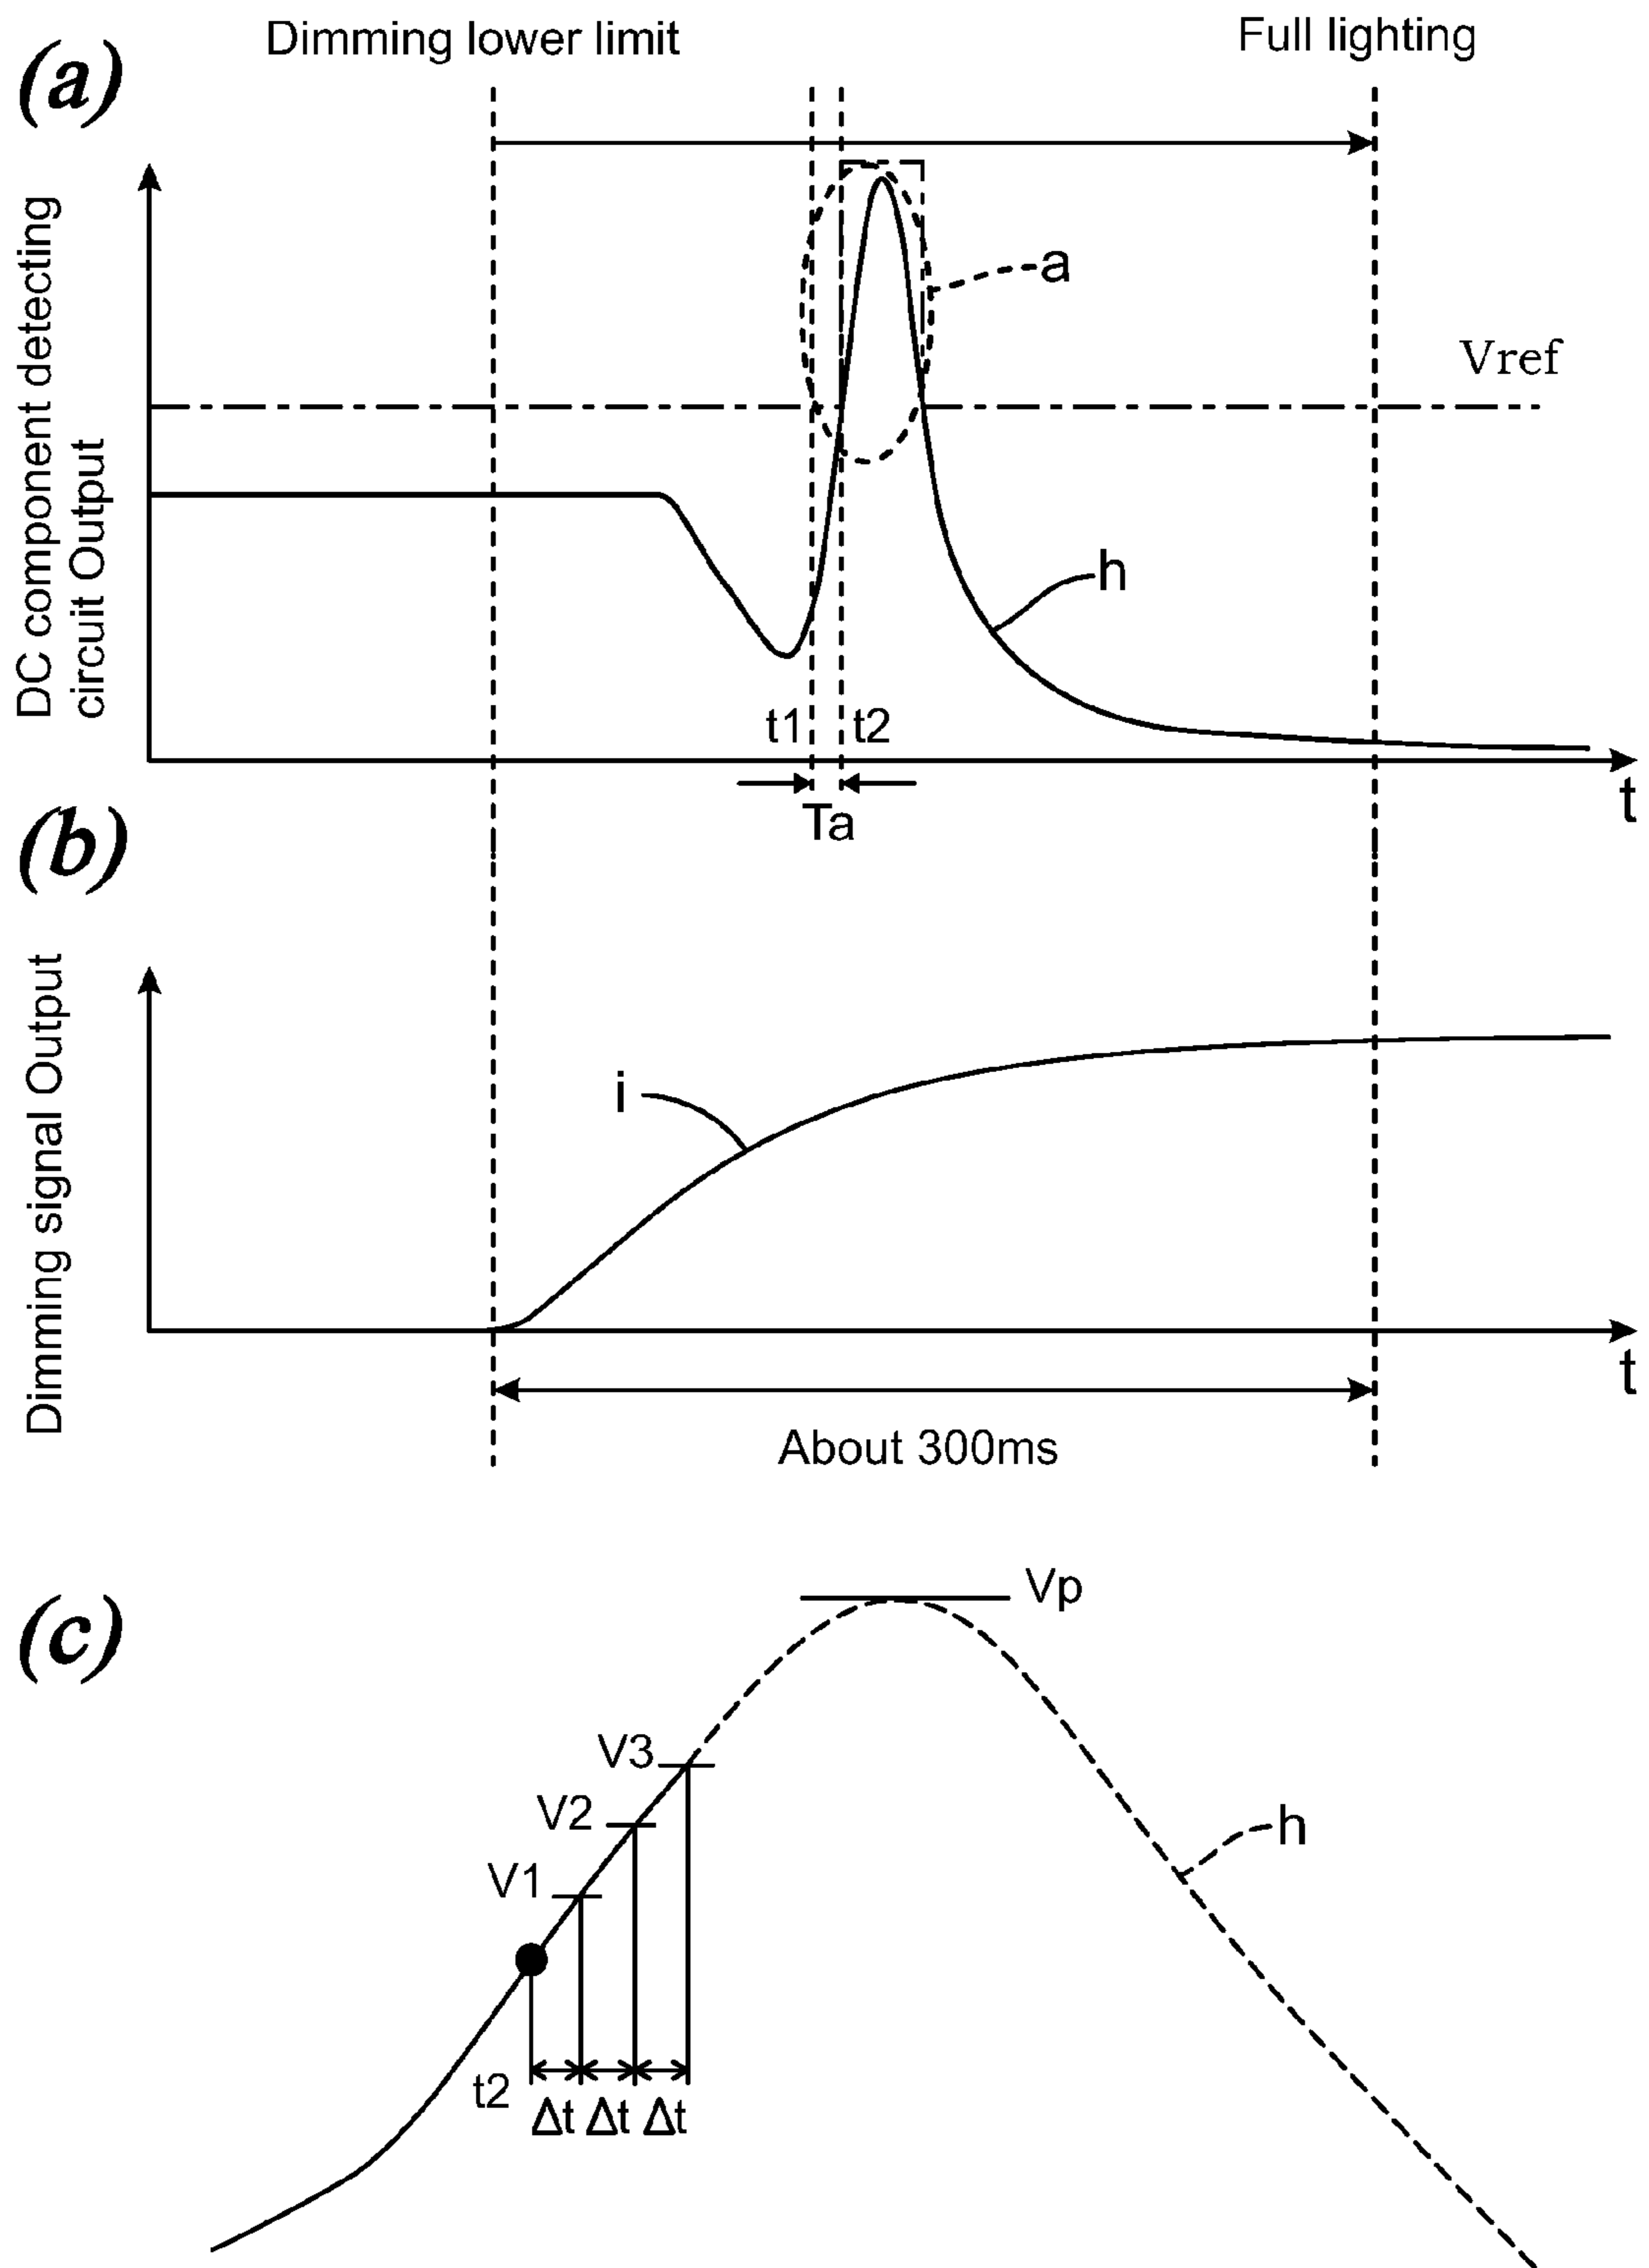 (a)
Dimming lower limit
Full lighting
DC component detecting
circuit Output
a
Vref
h
t1
t2
t
Ta
(b)
Dimming signal Output
i
t
About 300ms
(c)
Vp
V3
V2
V1
h
t2
Δt Δt Δt